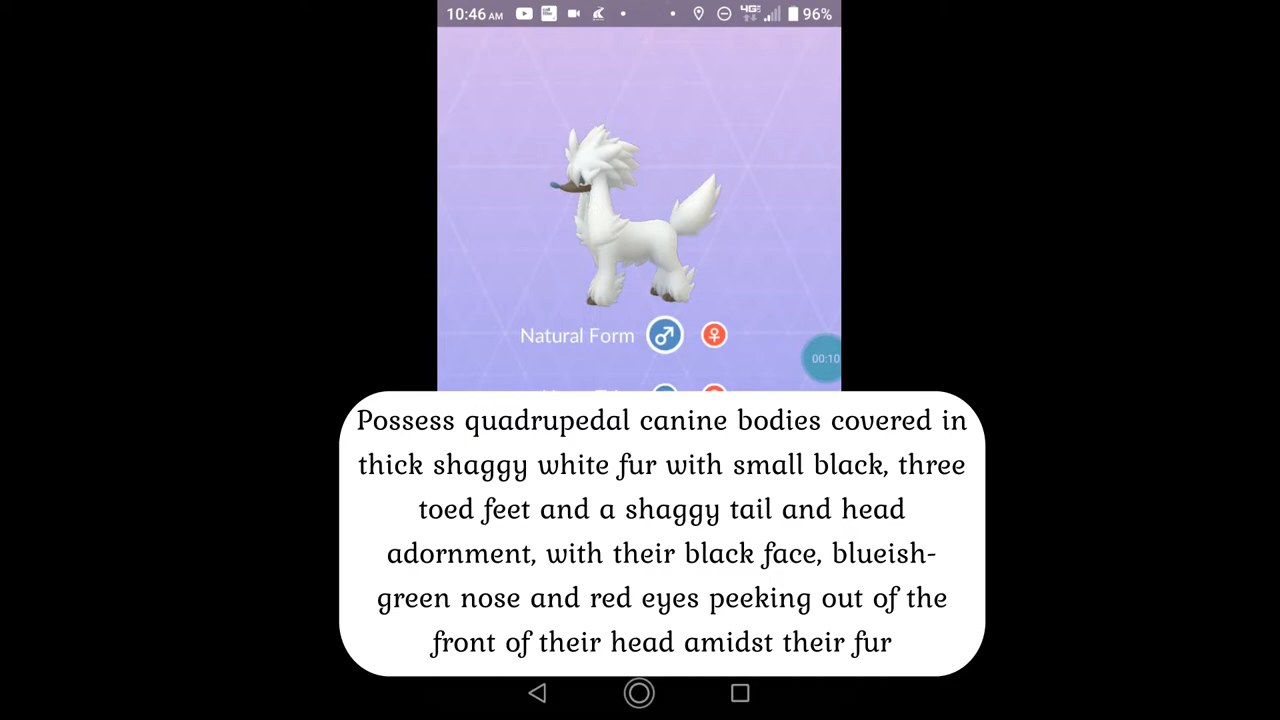 10:46 AM
4G
96%
Natural Form
00:10
Possess quadrupedal canine bodies covered in
thick shaggy white fur with small black, three
toed feet and a shaggy tail and head
adornment, with their black face, blueish-
green nose and red eyes peeking out of the
front of their head amidst their fur